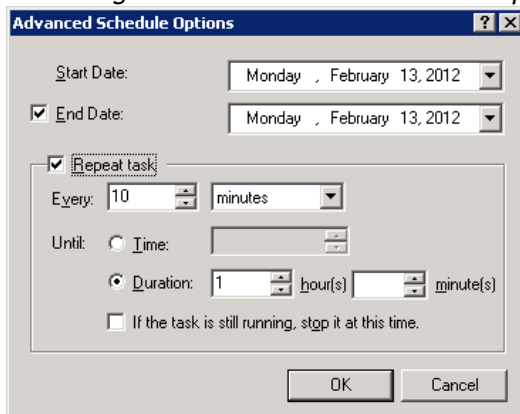 Advanced Schedule Options
Start Date: Monday , February 13, 2012
End Date: Monday , February 13, 2012
Repeat task
Every: 10 minutes
Until: Time:
Duration: 1 hour(s) minute(s)
If the task is still running, stop it at this time.
OK Cancel